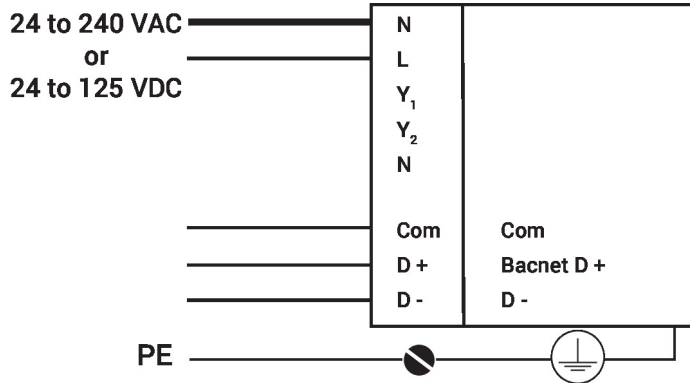 24 to 240 VAC
or
24 to 125 VDC
N
L
Y1
Y2
N
Com Com
D + Bacnet D +
D - D -
PE